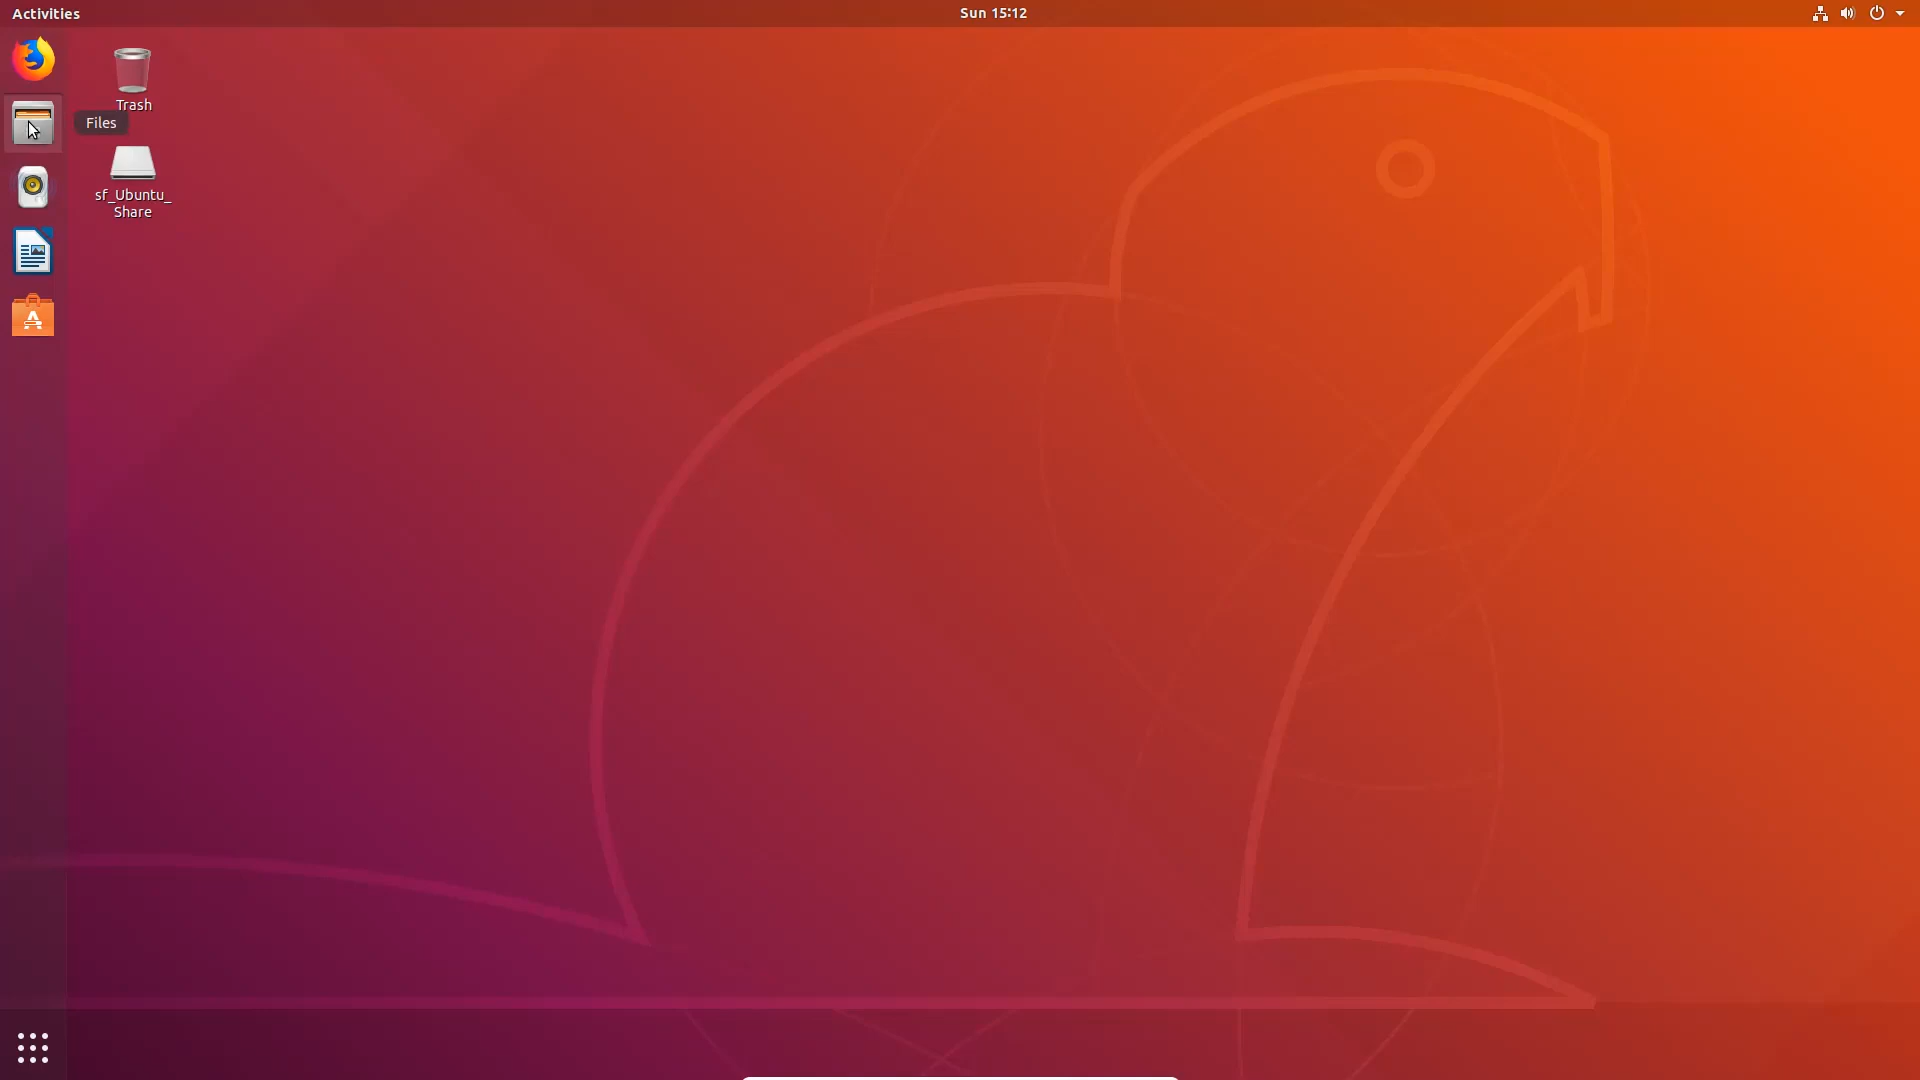 Activities
Sun 15:12
Trash
Files
sf_Ubuntu_
Share